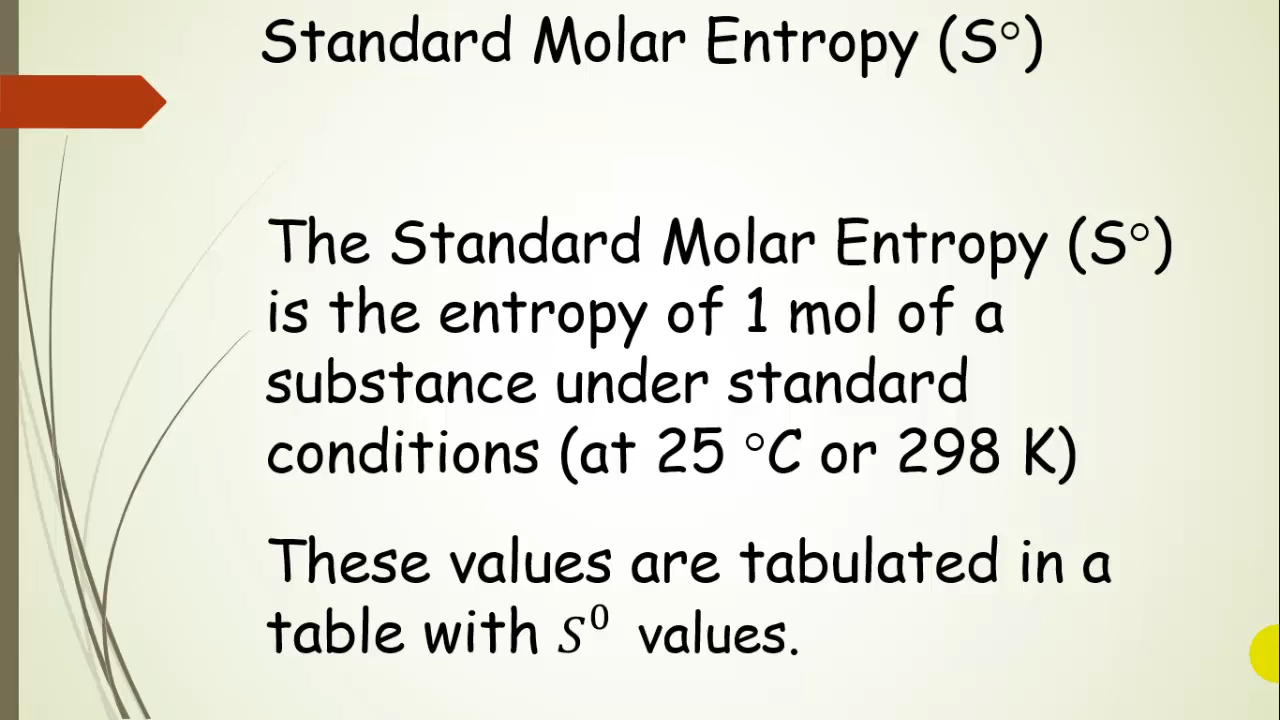 Standard Molar Entropy (S°)
The Standard Molar Entropy (S°)
is the entropy of 1 mol of a
substance under standard
conditions (at 25 °C or 298 K)
These values are tabulated in a
table with S⁰ values.